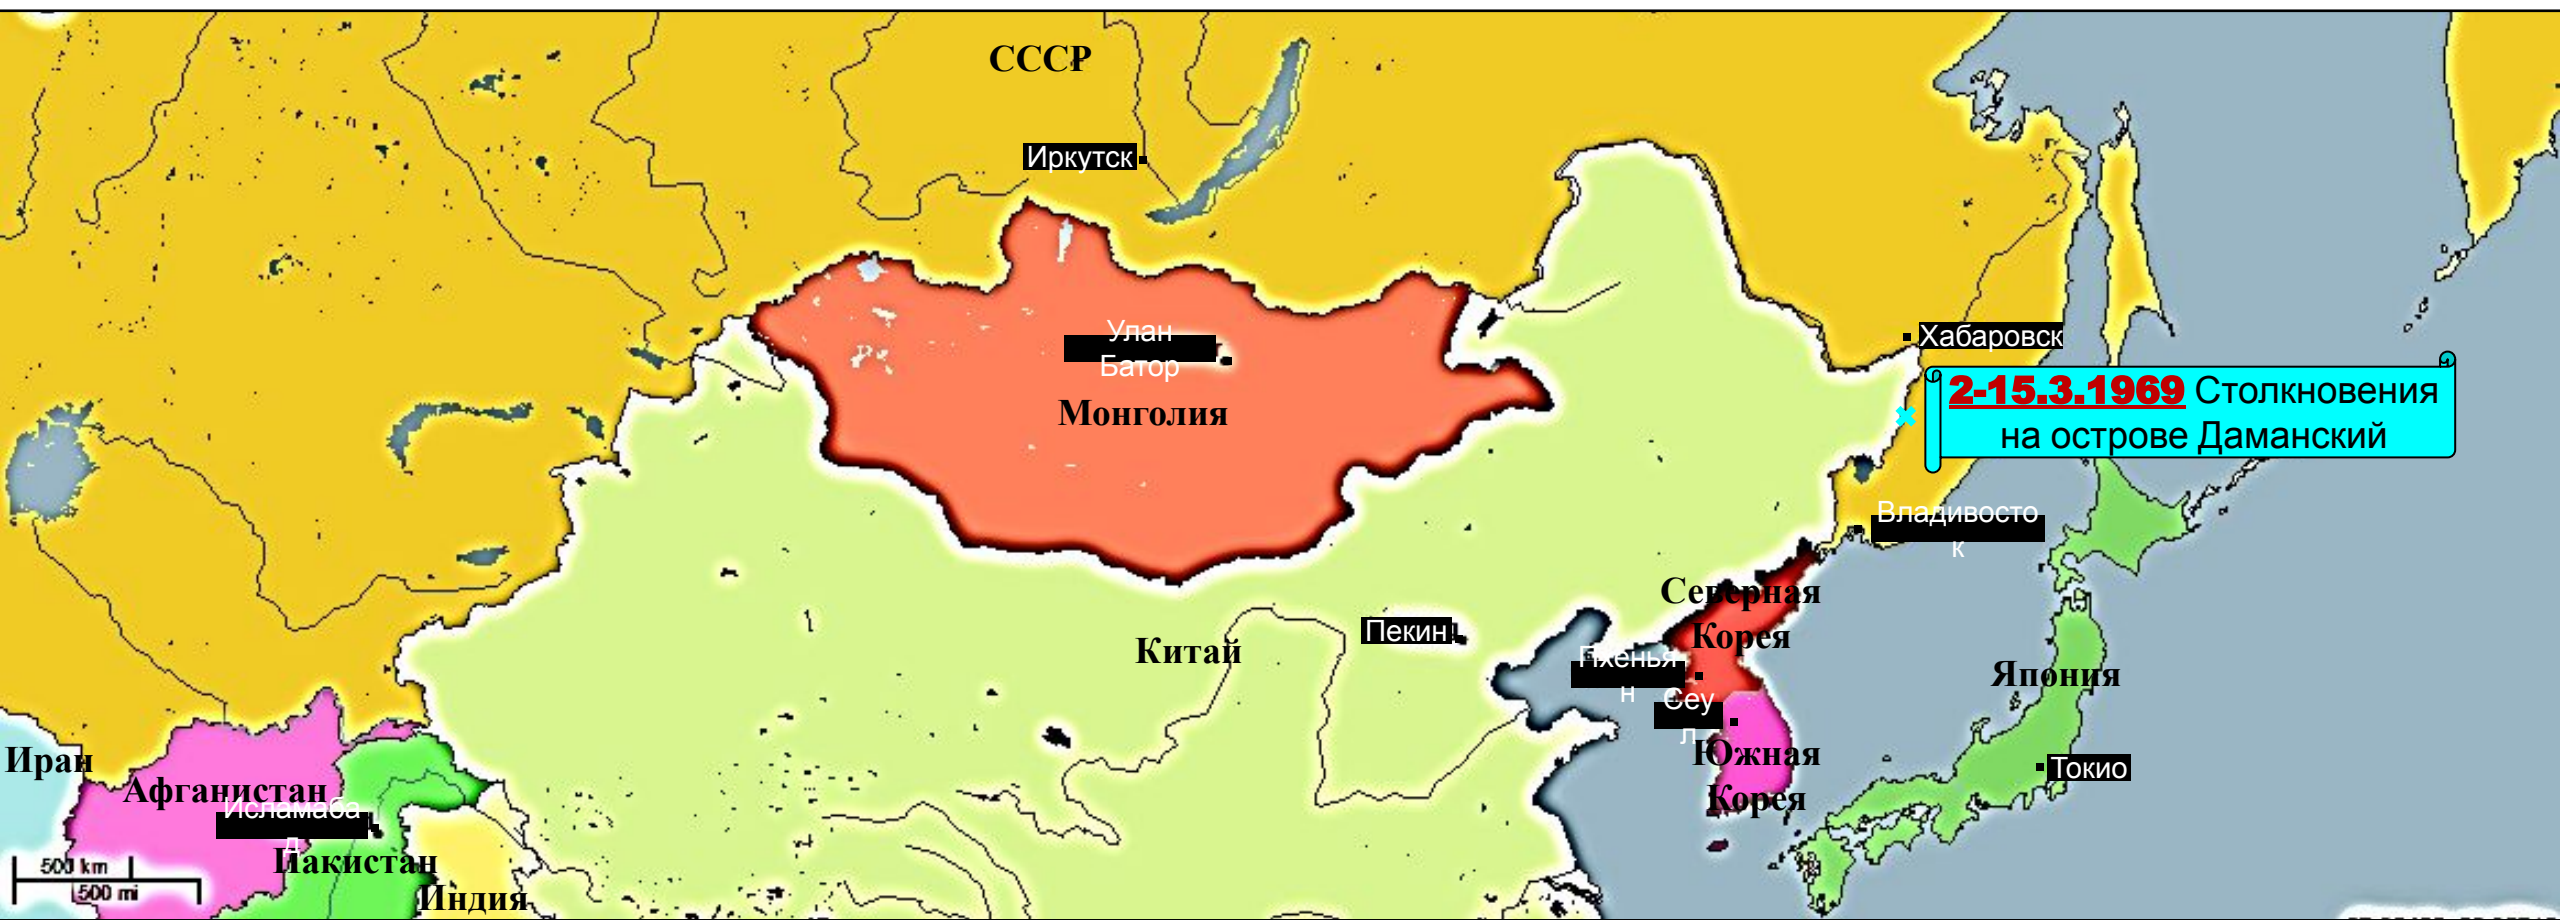 СССР
Иркутск
Улан
Батор
Монголия
Хабаровск
2-15.3.1969 Столкновения
на острове Даманский
Владивосто
к
Северная
Корея
Китай
Пекин
Пхенья
н
Сеу
л
Япония
Южная
Корея
Токио
Иран
Афганистан
Исламаба
д
Пакистан
Индия
500 km
500 mi